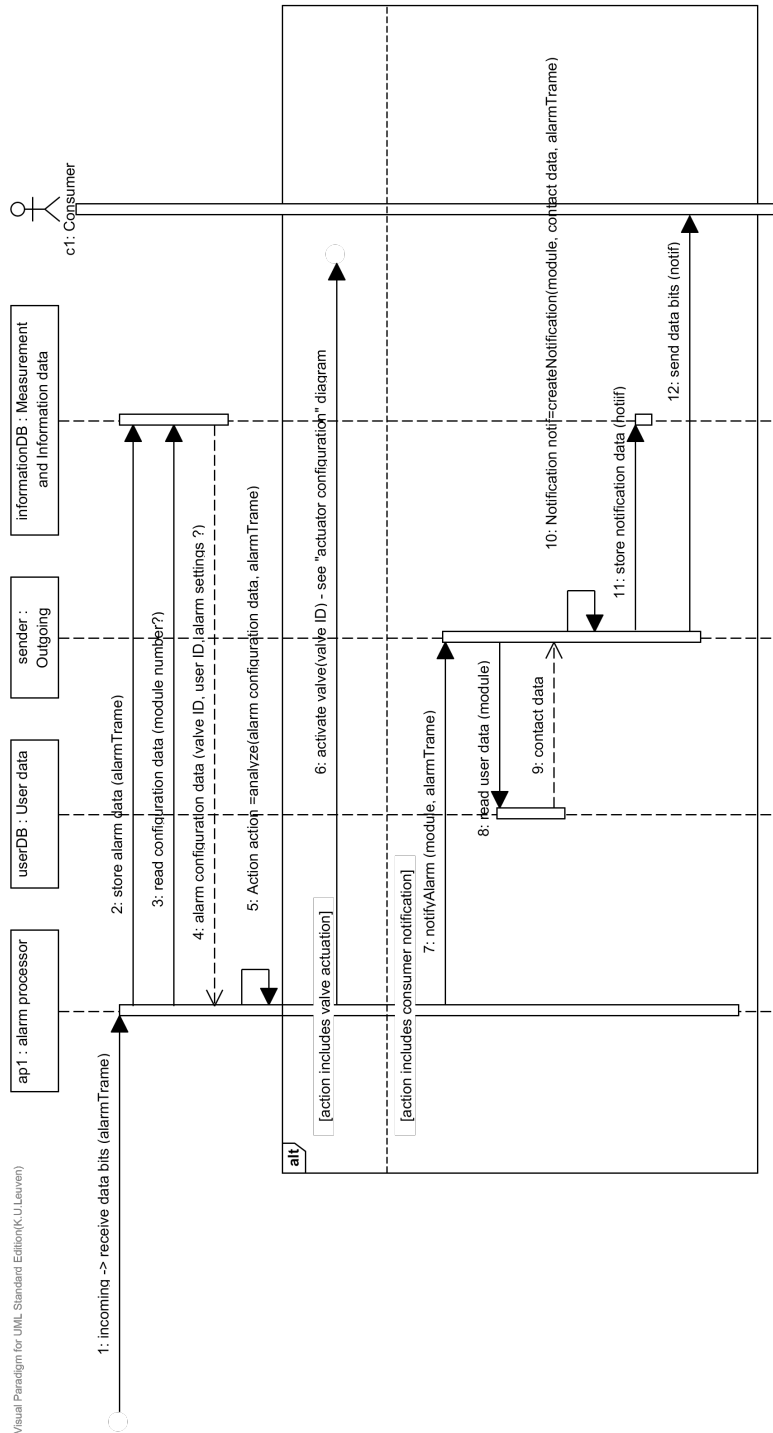 Visual Paradigm for UML Standard Edition(K.U.Leuven)
ap1 : alarm processor
userDB : User data
sender :
Outgoing
informationDB : Measurement
and Information data
c1: Consumer
1: incoming -> receive data bits (alarmTrame)
2: store alarm data (alarmTrame)
3: read configuration data (module number?)
4: alarm configuration data (valve ID, user ID,alarm settings ?)
5: Action action =analyze(alarm configuration data, alarmTrame)
alt
[action includes valve actuation]
6: activate valve(valve ID) - see "actuator configuration" diagram
[action includes consumer notification]
7: notifyAlarm (module, alarmTrame)
8: read user data (module)
9: contact data
10: Notification notif=createNotification(module, contact data, alarmTrame)
11: store notification data (notiif)
12: send data bits (notif)